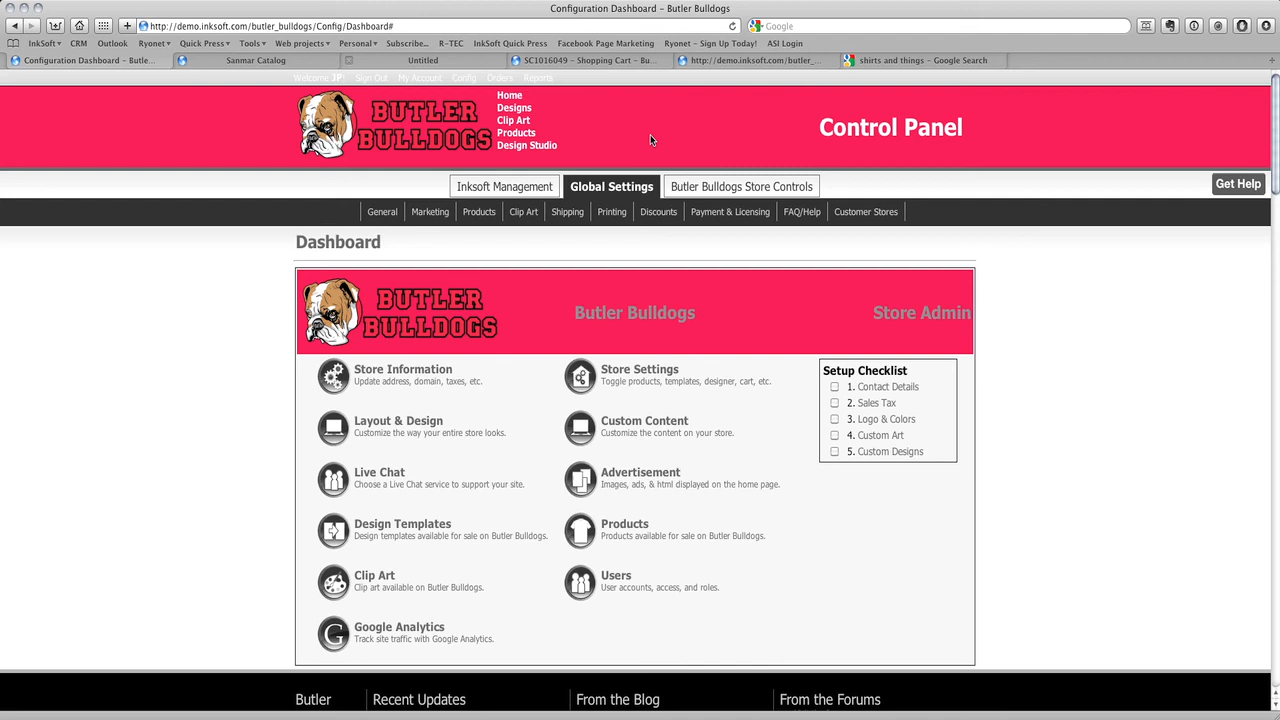 Configuration Dashboard – Butler Bulldogs
http://demo.inksoft.com/butler_bulldogs/Config/Dashboard#
Google
InkSoft CRM Outlook Ryonet Quick Press Tools Web projects Personal Subscribe... R-TEC InkSoft Quick Press Facebook Page Marketing Ryonet – Sign Up Today! ASI Login
Configuration Dashboard – Butle... Sanmar Catalog Untitled SC1016049 – Shopping Cart – Bu... http://demo.inksoft.com/butler_... shirts and things – Google Search
Welcome JP! Sign Out My Account Config Orders Reports
BUTLER
BULLDOGS
Home
Designs
Clip Art
Products
Design Studio
Control Panel
Inksoft Management Global Settings Butler Bulldogs Store Controls
Get Help
General Marketing Products Clip Art Shipping Printing Discounts Payment & Licensing FAQ/Help Customer Stores
Dashboard
BUTLER
BULLDOGS
Butler Bulldogs
Store Admin
Store Information
Update address, domain, taxes, etc.
Store Settings
Toggle products, templates, designer, cart, etc.
Layout & Design
Customize the way your entire store looks.
Custom Content
Customize the content on your store.
Live Chat
Choose a Live Chat service to support your site.
Advertisement
Images, ads, & html displayed on the home page.
Design Templates
Design templates available for sale on Butler Bulldogs.
Products
Products available for sale on Butler Bulldogs.
Clip Art
Clip art available on Butler Bulldogs.
Users
User accounts, access, and roles.
G
Google Analytics
Track site traffic with Google Analytics.
Setup Checklist
1. Contact Details
2. Sales Tax
3. Logo & Colors
4. Custom Art
5. Custom Designs
Butler Recent Updates From the Blog From the Forums